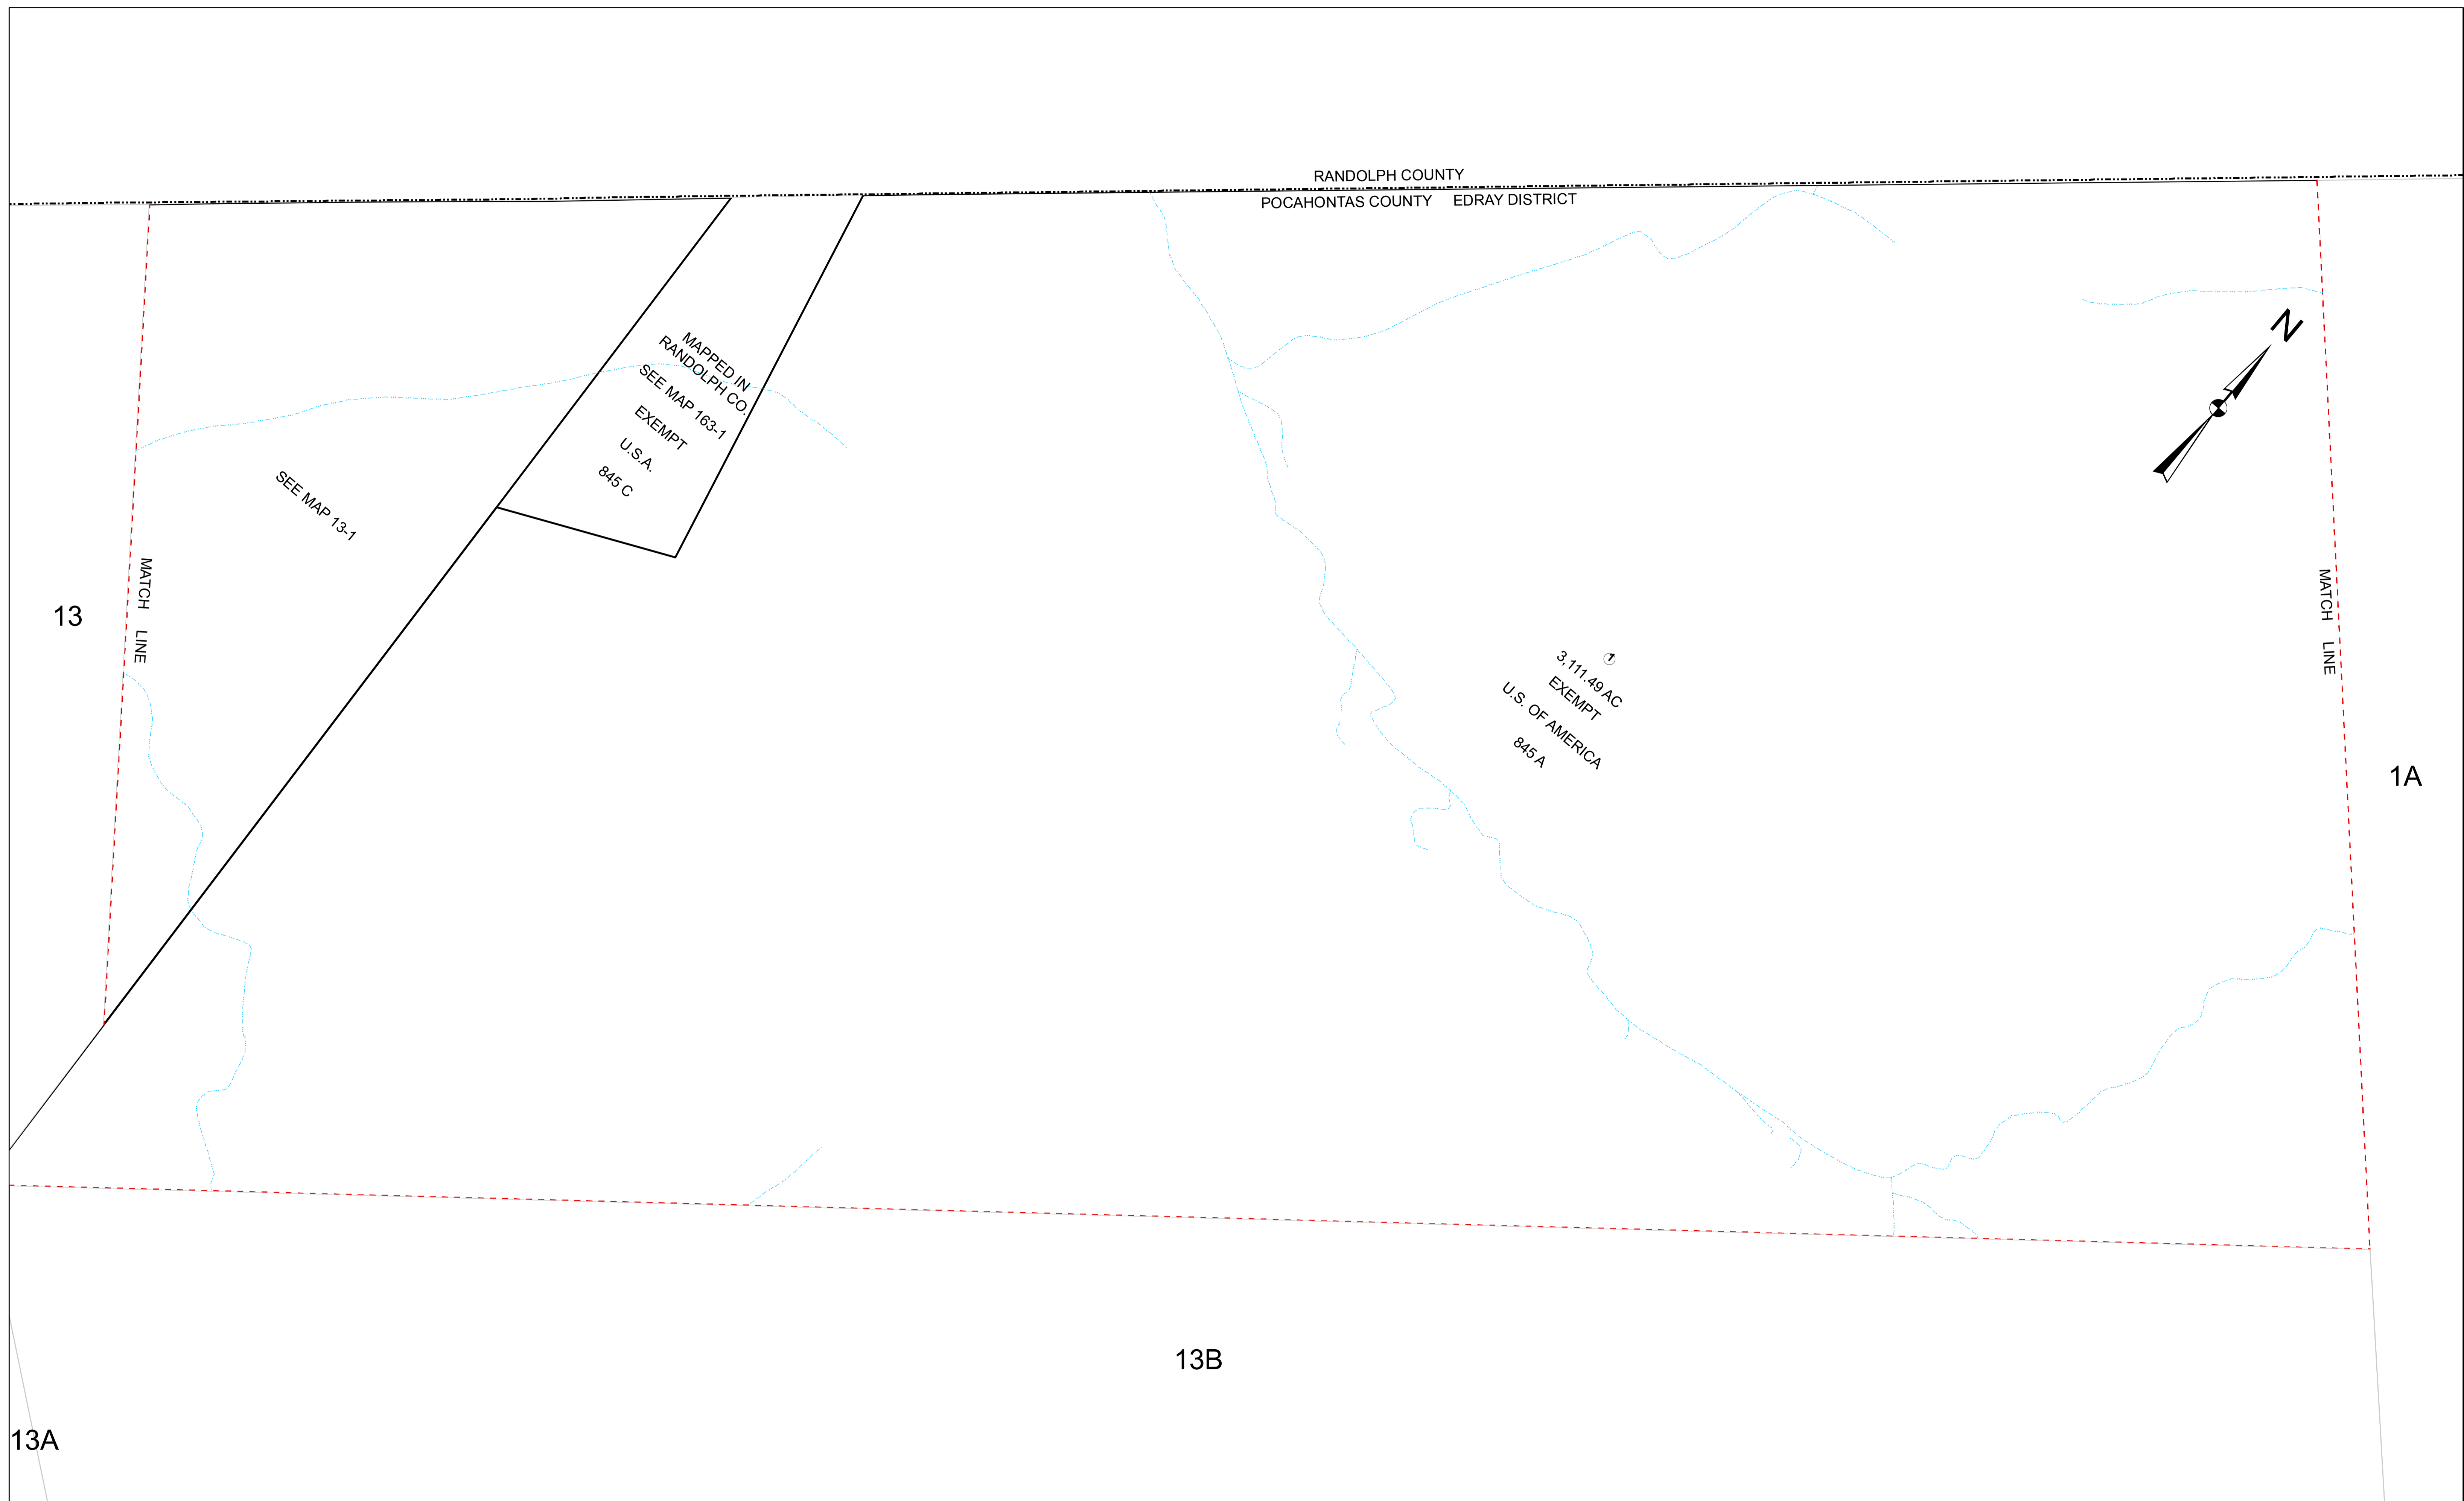 RANDOLPH COUNTY
POCAHONTAS COUNTY EDRAY DISTRICT
N
MAPPED IN
RANDOLPH CO.
SEE MAP 163-1
EXEMPT
U.S.A.
845 C
SEE MAP 13-1
MATCH LINE
13
1
3,111.49 AC
EXEMPT
U.S. OF AMERICA
845 A
MATCH LINE
1A
13B
13A